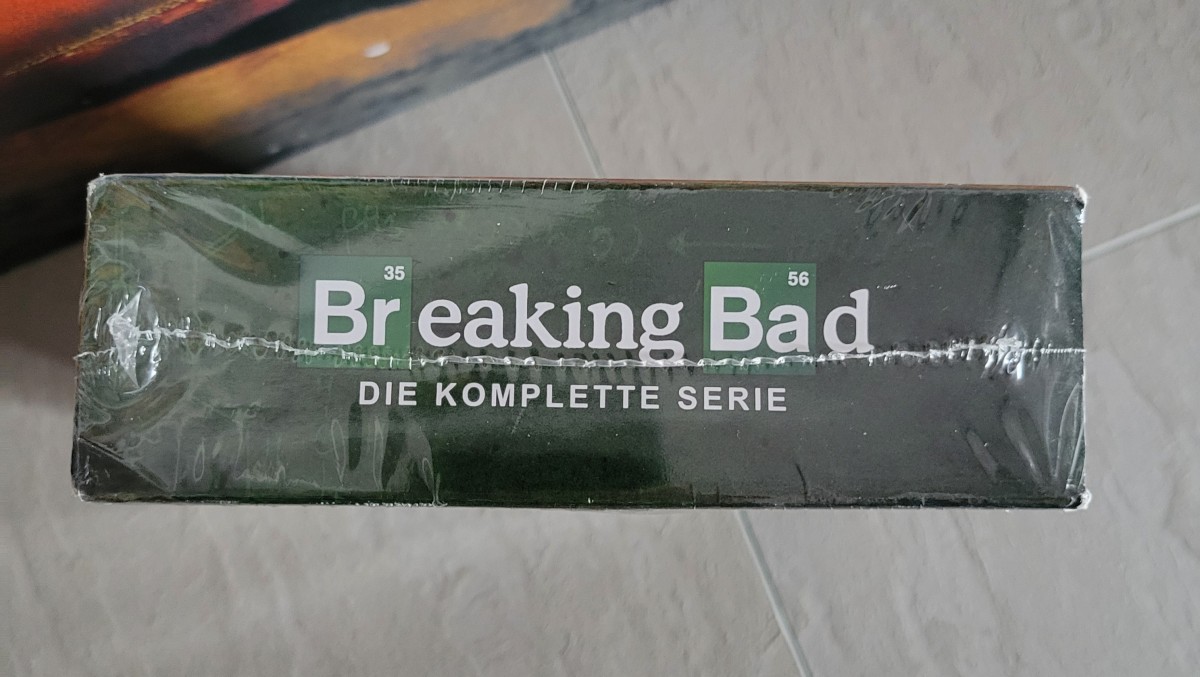 35 56
Breaking Bad
DIE KOMPLETTE SERIE